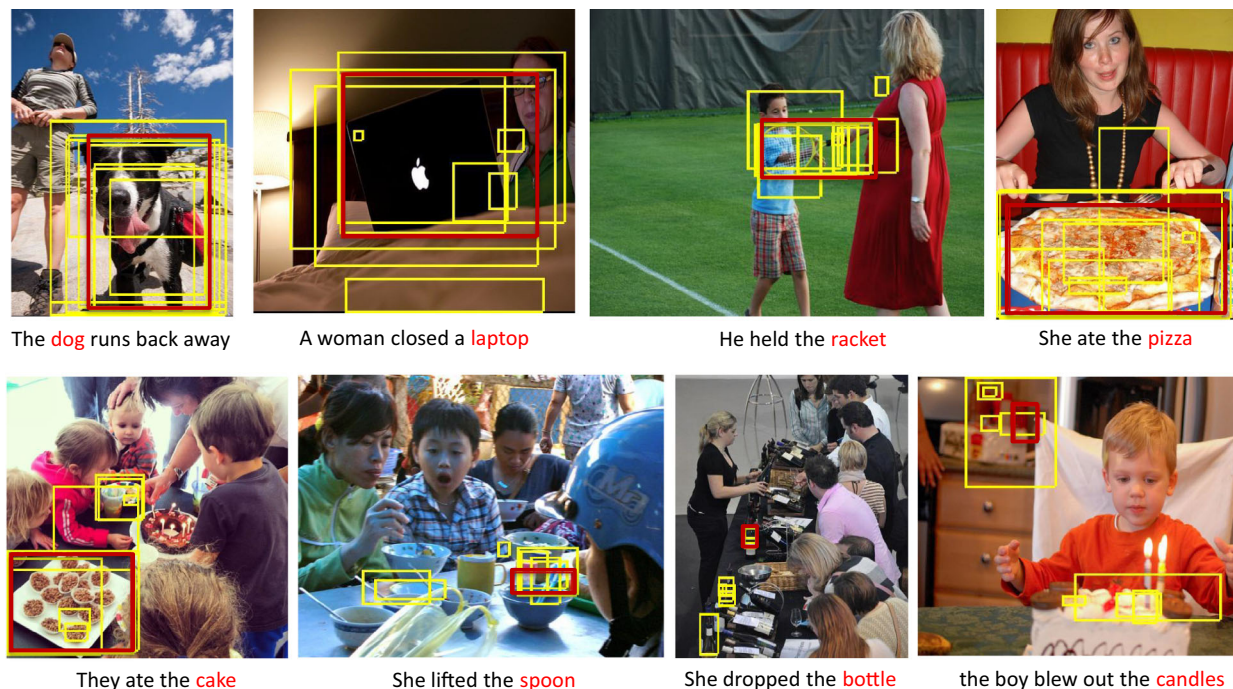 The dog runs back away
A woman closed a laptop
He held the racket
She ate the pizza
They ate the cake
She lifted the spoon
She dropped the bottle
the boy blew out the candles